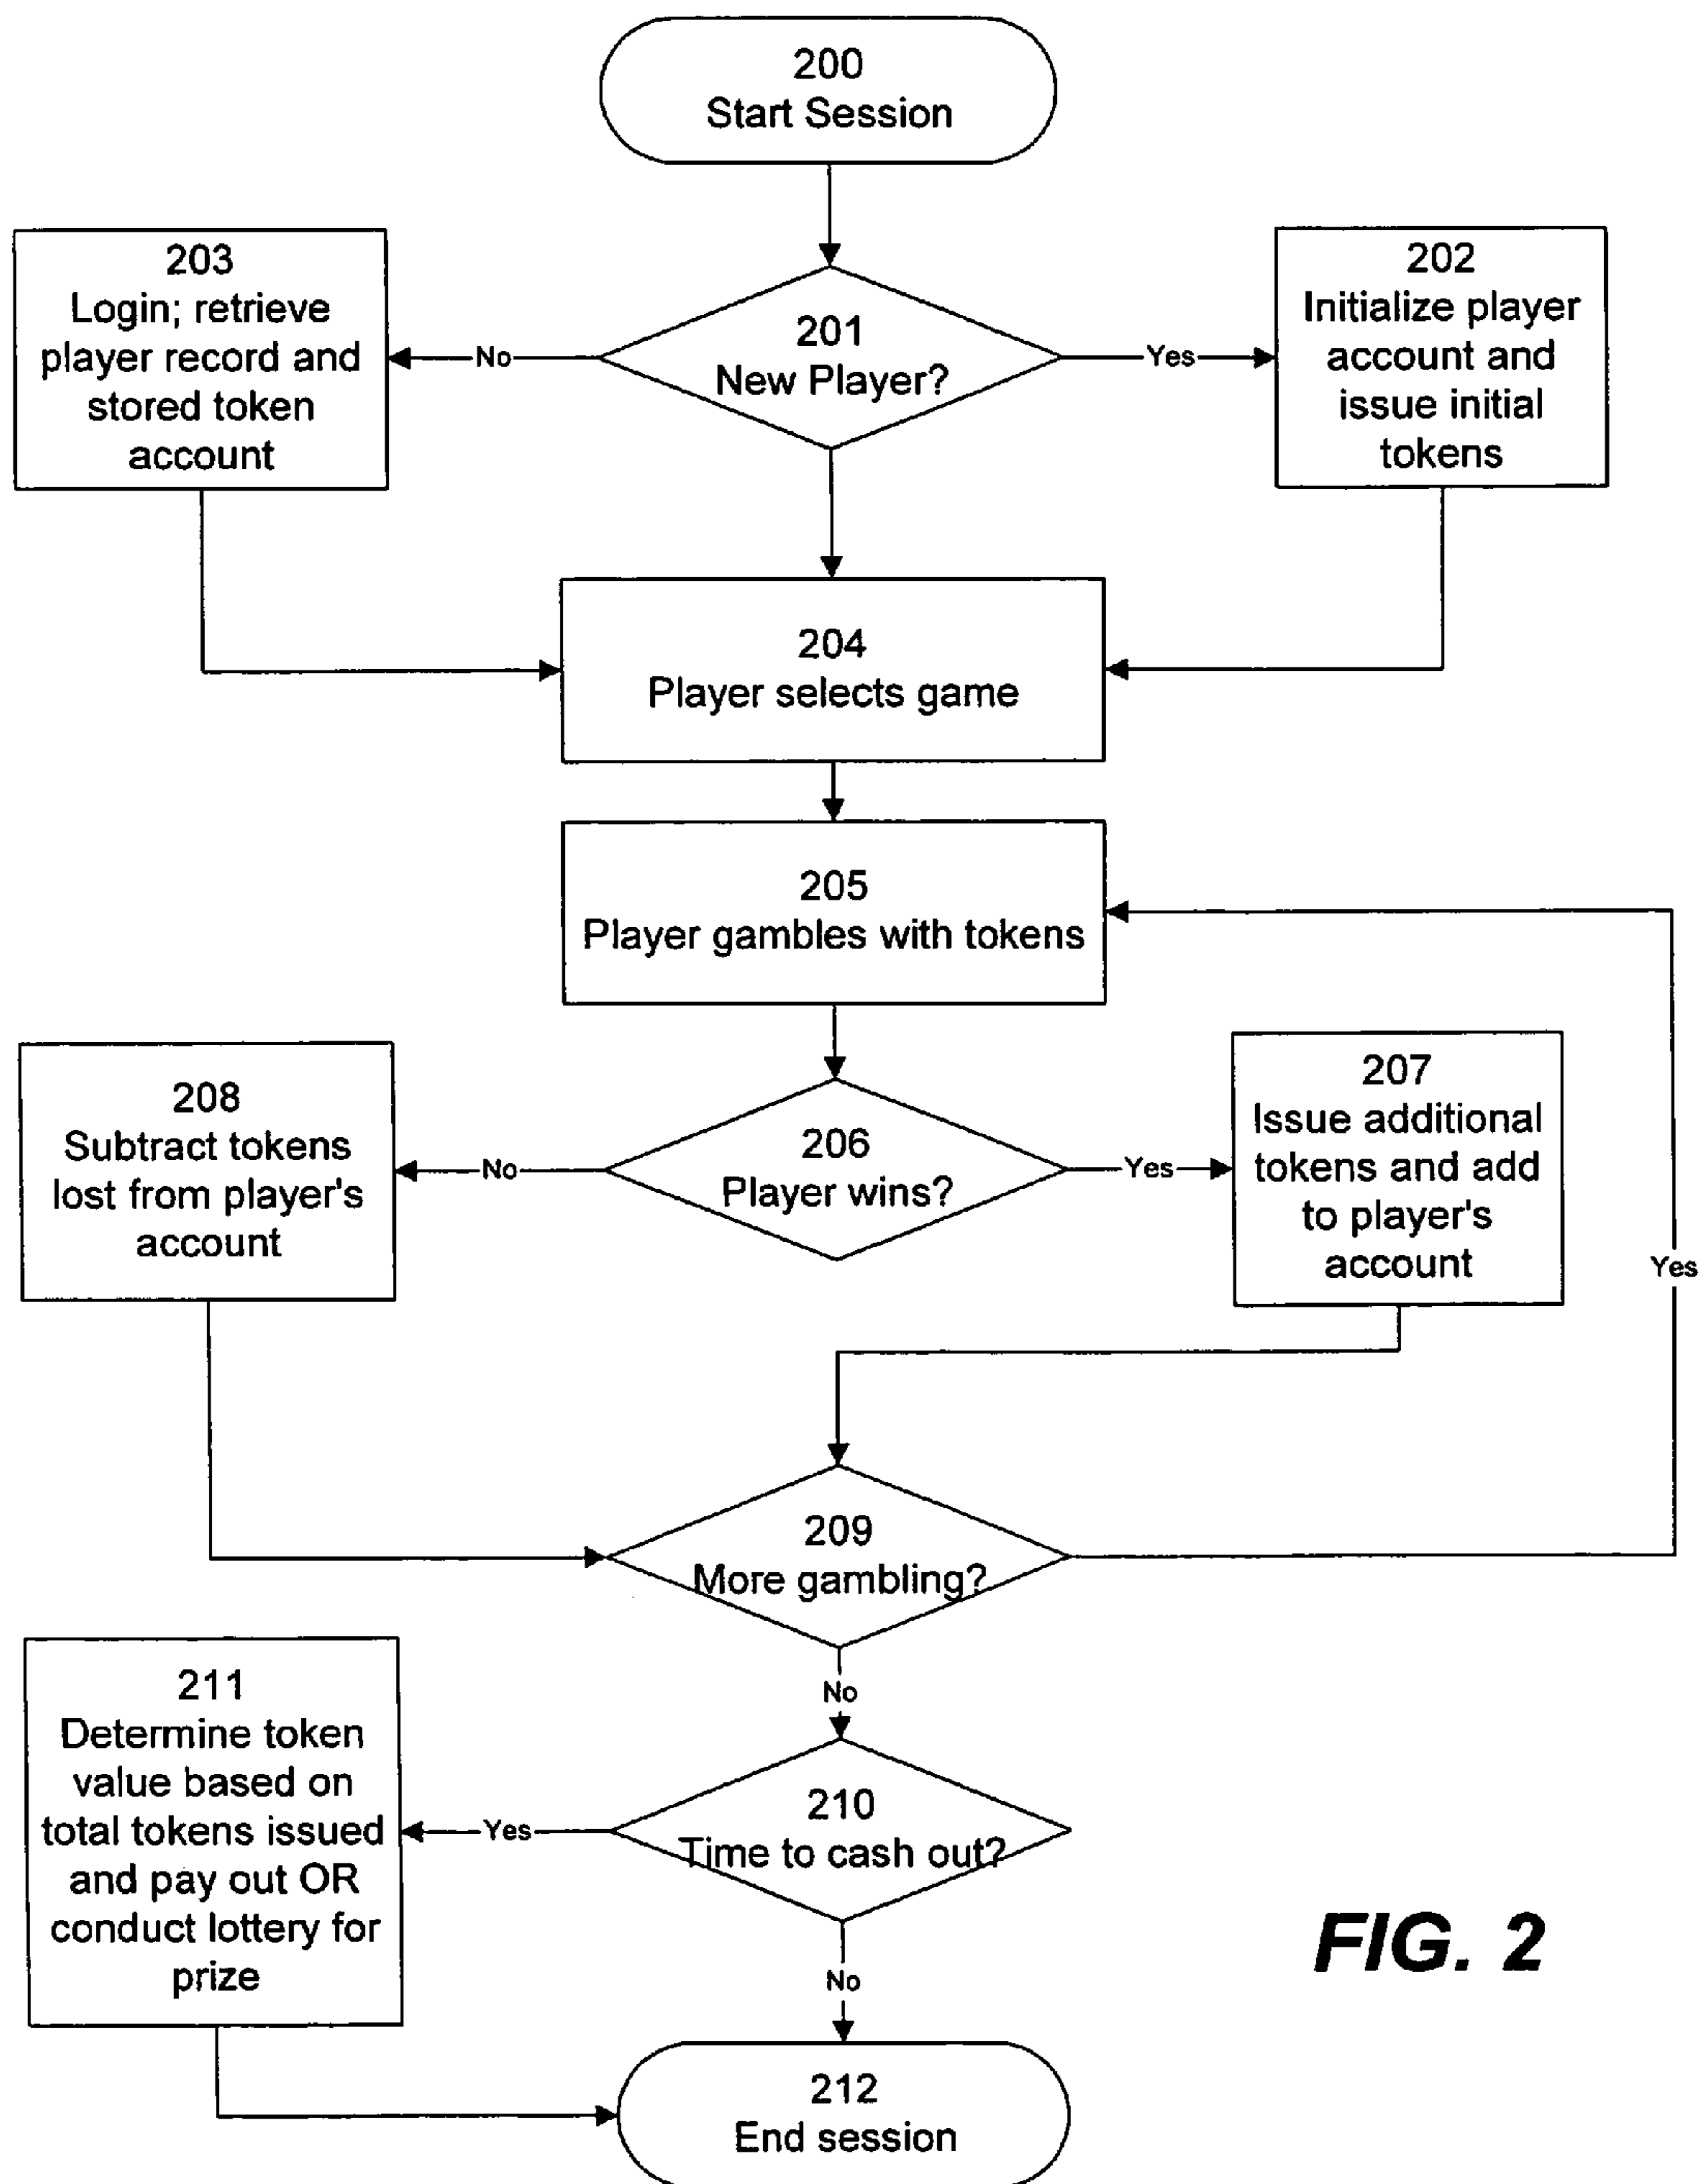 200
Start Session
203
Login; retrieve
player record and
stored token
account
No
201
New Player?
Yes
202
Initialize player
account and
issue initial
tokens
204
Player selects game
205
Player gambles with tokens
208
Subtract tokens
lost from player's
account
No
206
Player wins?
Yes
207
Issue additional
tokens and add
to player's
account
Yes
209
More gambling?
No
211
Determine token
value based on
total tokens issued
and pay out OR
conduct lottery for
prize
Yes
210
Time to cash out?
No
FIG. 2
212
End session